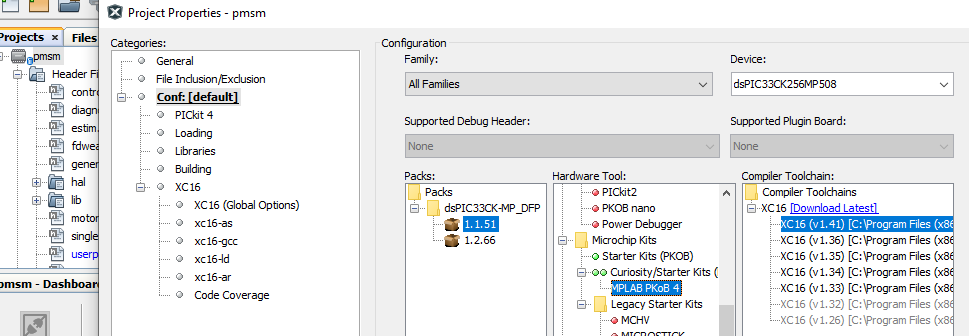 Project Properties - pmsm
Projects ×
Files
pmsm
Header Fi
contro
diagno
estim.
fdwea
gener
hal
lib
motor
single
userp
pmsm - Dashboar
Categories:
General
File Inclusion/Exclusion
Conf: [default]
PICkit 4
Loading
Libraries
Building
XC16
XC16 (Global Options)
xc16-as
xc16-gcc
xc16-ld
xc16-ar
Code Coverage
Configuration
Family:
All Families
Device:
dsPIC33CK256MP508
Supported Debug Header:
None
Supported Plugin Board:
None
Packs:
Packs
dsPIC33CK-MP_DFP
1.1.51
1.2.66
Hardware Tool:
PICkit2
PKOB nano
Power Debugger
Microchip Kits
Starter Kits (PKOB)
Curiosity/Starter Kits (
MPLAB PKoB 4
Legacy Starter Kits
MCHV
MICROSTICK
Compiler Toolchain:
Compiler Toolchains
XC16 [Download Latest]
XC16 (v1.41) [C:\Program Files (x86
XC16 (v1.36) [C:\Program Files (x86
XC16 (v1.35) [C:\Program Files (x86
XC16 (v1.34) [C:\Program Files (x86
XC16 (v1.33) [C:\Program Files (x86
XC16 (v1.32) [C:\Program Files (x86
XC16 (v1.26) [C:\Program Files (x86